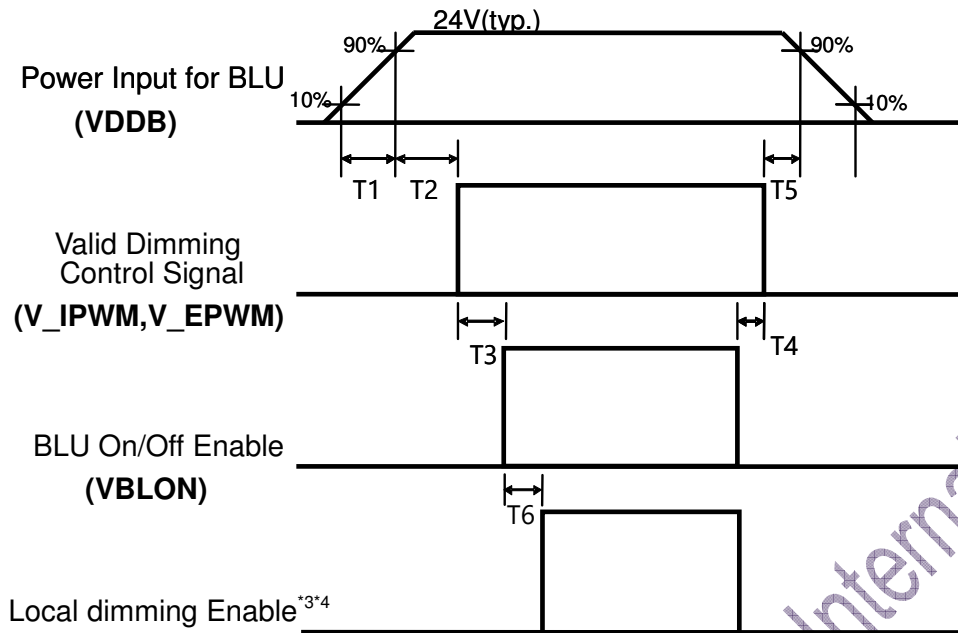 24V(typ.)
90%
90%
Power Input for BLU
10%
10%
(VDDB)
T1
T2
T5
Valid Dimming
Control Signal
(V_IPWM,V_EPWM)
T3
T4
BLU On/Off Enable
(VBLON)
T6
Local dimming Enable*3*4